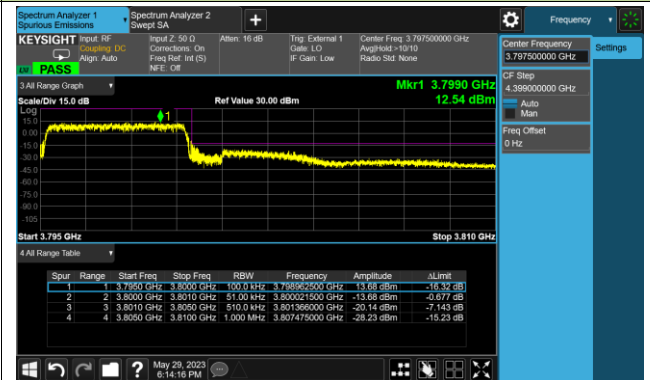 Spectrum Analyzer 1
Spurious Emissions
Spectrum Analyzer 2
Swept SA
+
Frequency
KEYSIGHT
Input: RF
Coupling: DC
Align: Auto
Input Z: 50 Ω
Corrections: On
Freq Ref: Int (S)
NFE: Off
Atten: 16 dB
Trig: External 1
Gate: LO
IF Gain: Low
Center Freq: 3.797500000 GHz
Avg|Hold:>10/10
Radio Std: None
PASS
Center Frequency
3.797500000 GHz
Settings
CF Step
4.399000000 GHz
Auto
Man
Freq Offset
0 Hz
3 All Range Graph
Mkr1 3.7990 GHz
Scale/Div 15.0 dB
Ref Value 30.00 dBm
12.54 dBm
Log
1
15.0
0.00
-15.0
-30.0
-45.0
-60.0
-75.0
-90.0
-105
Start 3.795 GHz
Stop 3.810 GHz
4 All Range Table
Spur Range Start Freq Stop Freq RBW Frequency Amplitude ΔLimit
1 1 3.7950 GHz 3.8000 GHz 100.0 kHz 3.798962500 GHz 13.68 dBm -16.32 dB
2 2 3.8000 GHz 3.8010 GHz 51.00 kHz 3.800021500 GHz -13.68 dBm -0.677 dB
3 3 3.8010 GHz 3.8050 GHz 510.0 kHz 3.801366000 GHz -20.14 dBm -7.143 dB
4 4 3.8050 GHz 3.8100 GHz 1.000 MHz 3.807475000 GHz -28.23 dBm -15.23 dB
?
May 29, 2023
6:14:16 PM